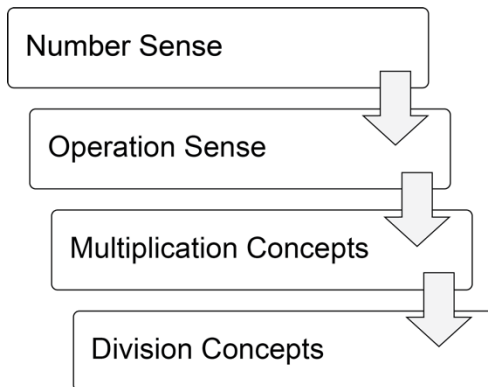 Number Sense
Operation Sense
Multiplication Concepts
Division Concepts